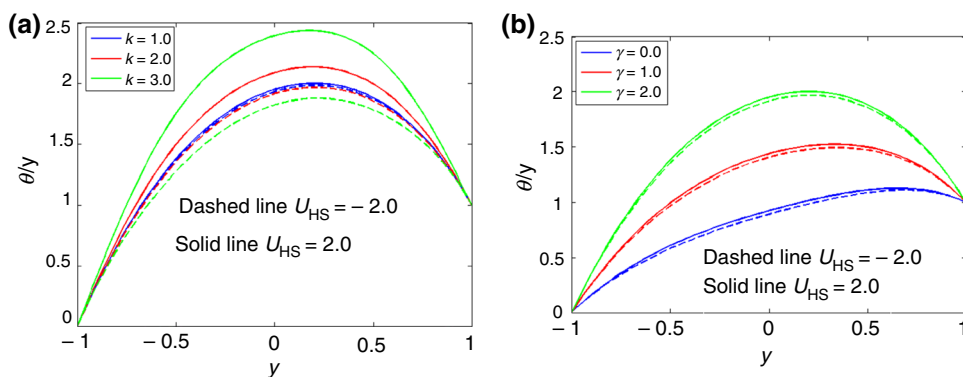 (a)
2.5
k = 1.0
k = 2.0
k = 3.0
2
1.5
θ/y
1
0.5
0
Dashed line U_HS = − 2.0
Solid line U_HS = 2.0
− 1
− 0.5
0
0.5
1
y
(b)
2.5
γ = 0.0
γ = 1.0
γ = 2.0
2
1.5
θ/y
1
0.5
0
Dashed line U_HS = − 2.0
Solid line U_HS = 2.0
− 1
− 0.5
0
0.5
1
y